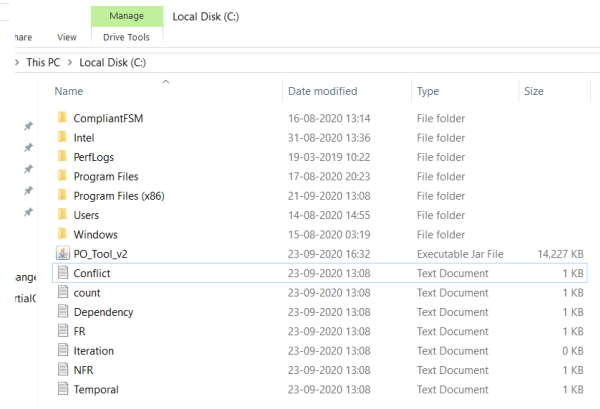 Manage Local Disk (C:)
hare View Drive Tools
This PC Local Disk (C:)
Name Date modified Type Size
CompliantFSM 16-08-2020 13:14 File folder
Intel 31-08-2020 13:36 File folder
PerfLogs 19-03-2019 10:22 File folder
Program Files 17-08-2020 20:23 File folder
Program Files (x86) 21-09-2020 13:08 File folder
Users 14-08-2020 14:55 File folder
Windows 15-08-2020 03:19 File folder
PO_Tool_v2 23-09-2020 16:32 Executable Jar File 14,227 KB
Conflict 23-09-2020 13:08 Text Document 1 KB
count 23-09-2020 13:08 Text Document 1 KB
Dependency 23-09-2020 13:08 Text Document 1 KB
FR 23-09-2020 13:08 Text Document 1 KB
Iteration 23-09-2020 13:08 Text Document 0 KB
NFR 23-09-2020 13:08 Text Document 1 KB
Temporal 23-09-2020 13:08 Text Document 1 KB